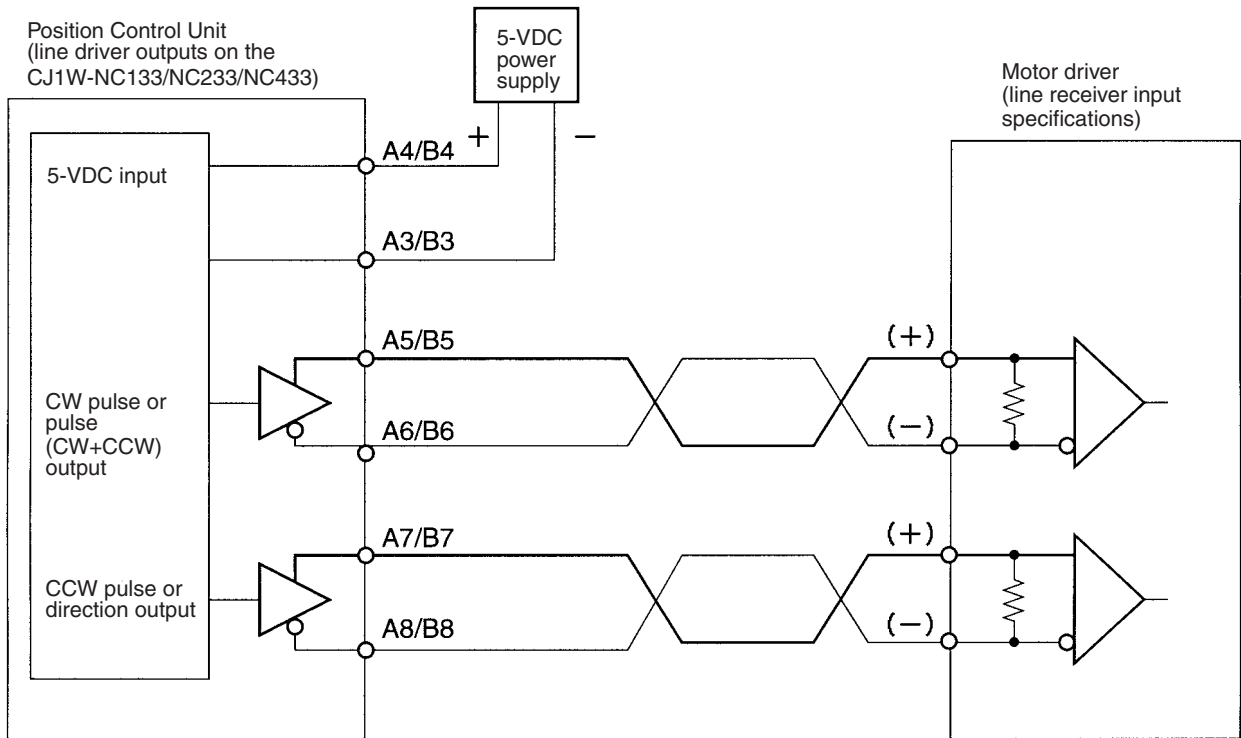 Position Control Unit
(line driver outputs on the
CJ1W-NC133/NC233/NC433)
5-VDC
power
supply
Motor driver
(line receiver input
specifications)
+
−
A4/B4
5-VDC input
A3/B3
A5/B5
(+)
CW pulse or
pulse
(CW+CCW)
output
A6/B6
(−)
A7/B7
(+)
CCW pulse or
direction output
A8/B8
(−)